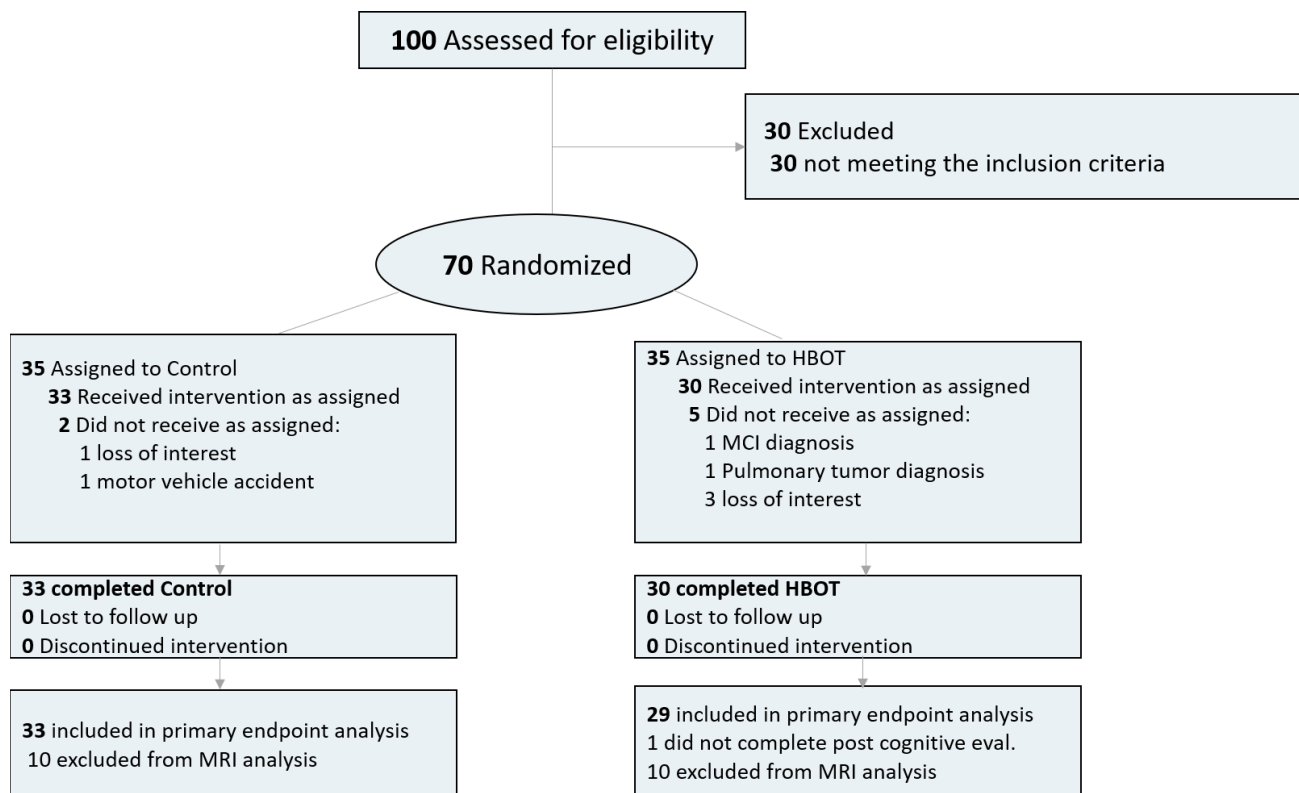 100 Assessed for eligibility
30 Excluded
30 not meeting the inclusion criteria
70 Randomized
35 Assigned to Control
33 Received intervention as assigned
2 Did not receive as assigned:
1 loss of interest
1 motor vehicle accident
35 Assigned to HBOT
30 Received intervention as assigned
5 Did not receive as assigned:
1 MCI diagnosis
1 Pulmonary tumor diagnosis
3 loss of interest
33 completed Control
0 Lost to follow up
0 Discontinued intervention
30 completed HBOT
0 Lost to follow up
0 Discontinued intervention
33 included in primary endpoint analysis
10 excluded from MRI analysis
29 included in primary endpoint analysis
1 did not complete post cognitive eval.
10 excluded from MRI analysis